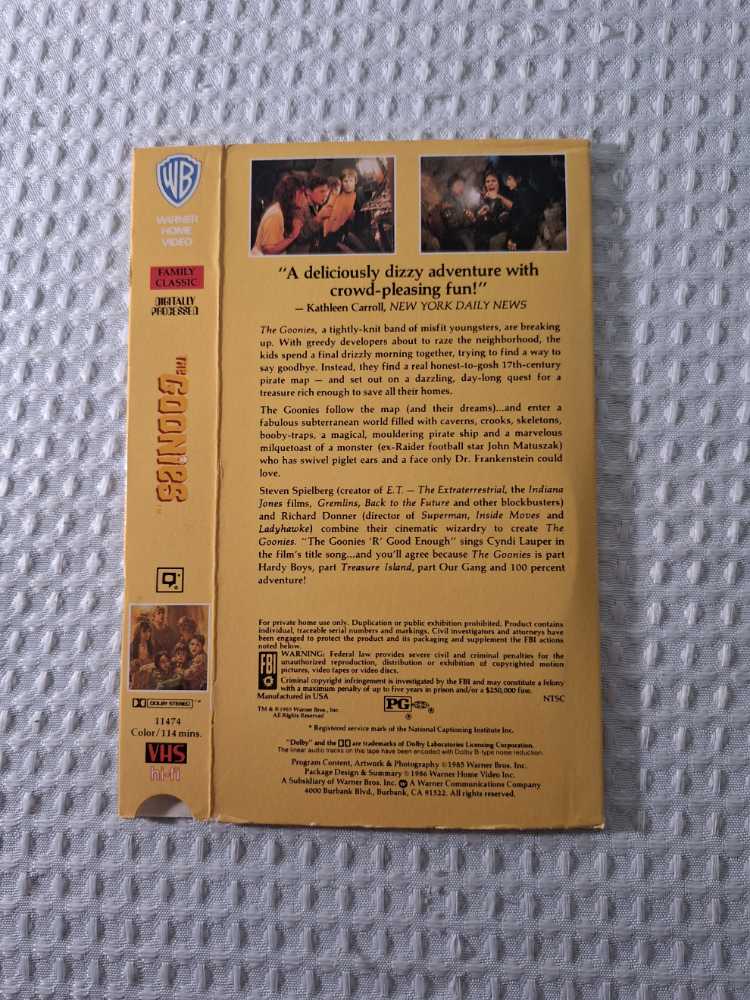 WB
WARNER
HOME
VIDEO
FAMILY
CLASSIC
DIGITALLY
PROCESSED
THE GOONIES
Q
DOLBY STEREO
11474
Color/114 mins.
VHS
hi-fi
"A deliciously dizzy adventure with
crowd-pleasing fun!"
— Kathleen Carroll, NEW YORK DAILY NEWS
The Goonies, a tightly-knit band of misfit youngsters, are breaking
up. With greedy developers about to raze the neighborhood, the
kids spend a final drizzly morning together, trying to find a way to
say goodbye. Instead, they find a real honest-to-gosh 17th-century
pirate map — and set out on a dazzling, day-long quest for a
treasure rich enough to save all their homes.
The Goonies follow the map (and their dreams)...and enter a
fabulous subterranean world filled with caverns, crooks, skeletons,
booby-traps, a magical, mouldering pirate ship and a marvelous
milquetoast of a monster (ex-Raider football star John Matuszak)
who has swivel piglet ears and a face only Dr. Frankenstein could
love.
Steven Spielberg (creator of E.T. — The Extraterrestrial, the Indiana
Jones films, Gremlins, Back to the Future and other blockbusters)
and Richard Donner (director of Superman, Inside Moves and
Ladyhawke) combine their cinematic wizardry to create The
Goonies. "The Goonies 'R' Good Enough" sings Cyndi Lauper in
the film's title song...and you'll agree because The Goonies is part
Hardy Boys, part Treasure Island, part Our Gang and 100 percent
adventure!
For private home use only. Duplication or public exhibition prohibited. Product contains
individual, traceable serial numbers and markings. Civil investigators and attorneys have
been engaged to protect the product and its packaging and supplement the FBI actions
noted below.
FBI
WARNING: Federal law provides severe civil and criminal penalties for the
unauthorized reproduction, distribution or exhibition of copyrighted motion
pictures, video tapes or video discs.
Criminal copyright infringement is investigated by the FBI and may constitute a felony
with a maximum penalty of up to five years in prison and/or a $250,000 fine.
Manufactured in USA
NTSC
TM & ©1985 Warner Bros., Inc.
All Rights Reserved
PG
* Registered service mark of the National Captioning Institute Inc.
"Dolby" and the DD are trademarks of Dolby Laboratories Licensing Corporation.
The linear audio tracks on this tape have been encoded with Dolby B-type noise reduction.
Program Content, Artwork & Photography ©1985 Warner Bros. Inc.
Package Design & Summary ©1986 Warner Home Video Inc.
A Subsidiary of Warner Bros. Inc. A Warner Communications Company
4000 Burbank Blvd., Burbank, CA 91522. All rights reserved.